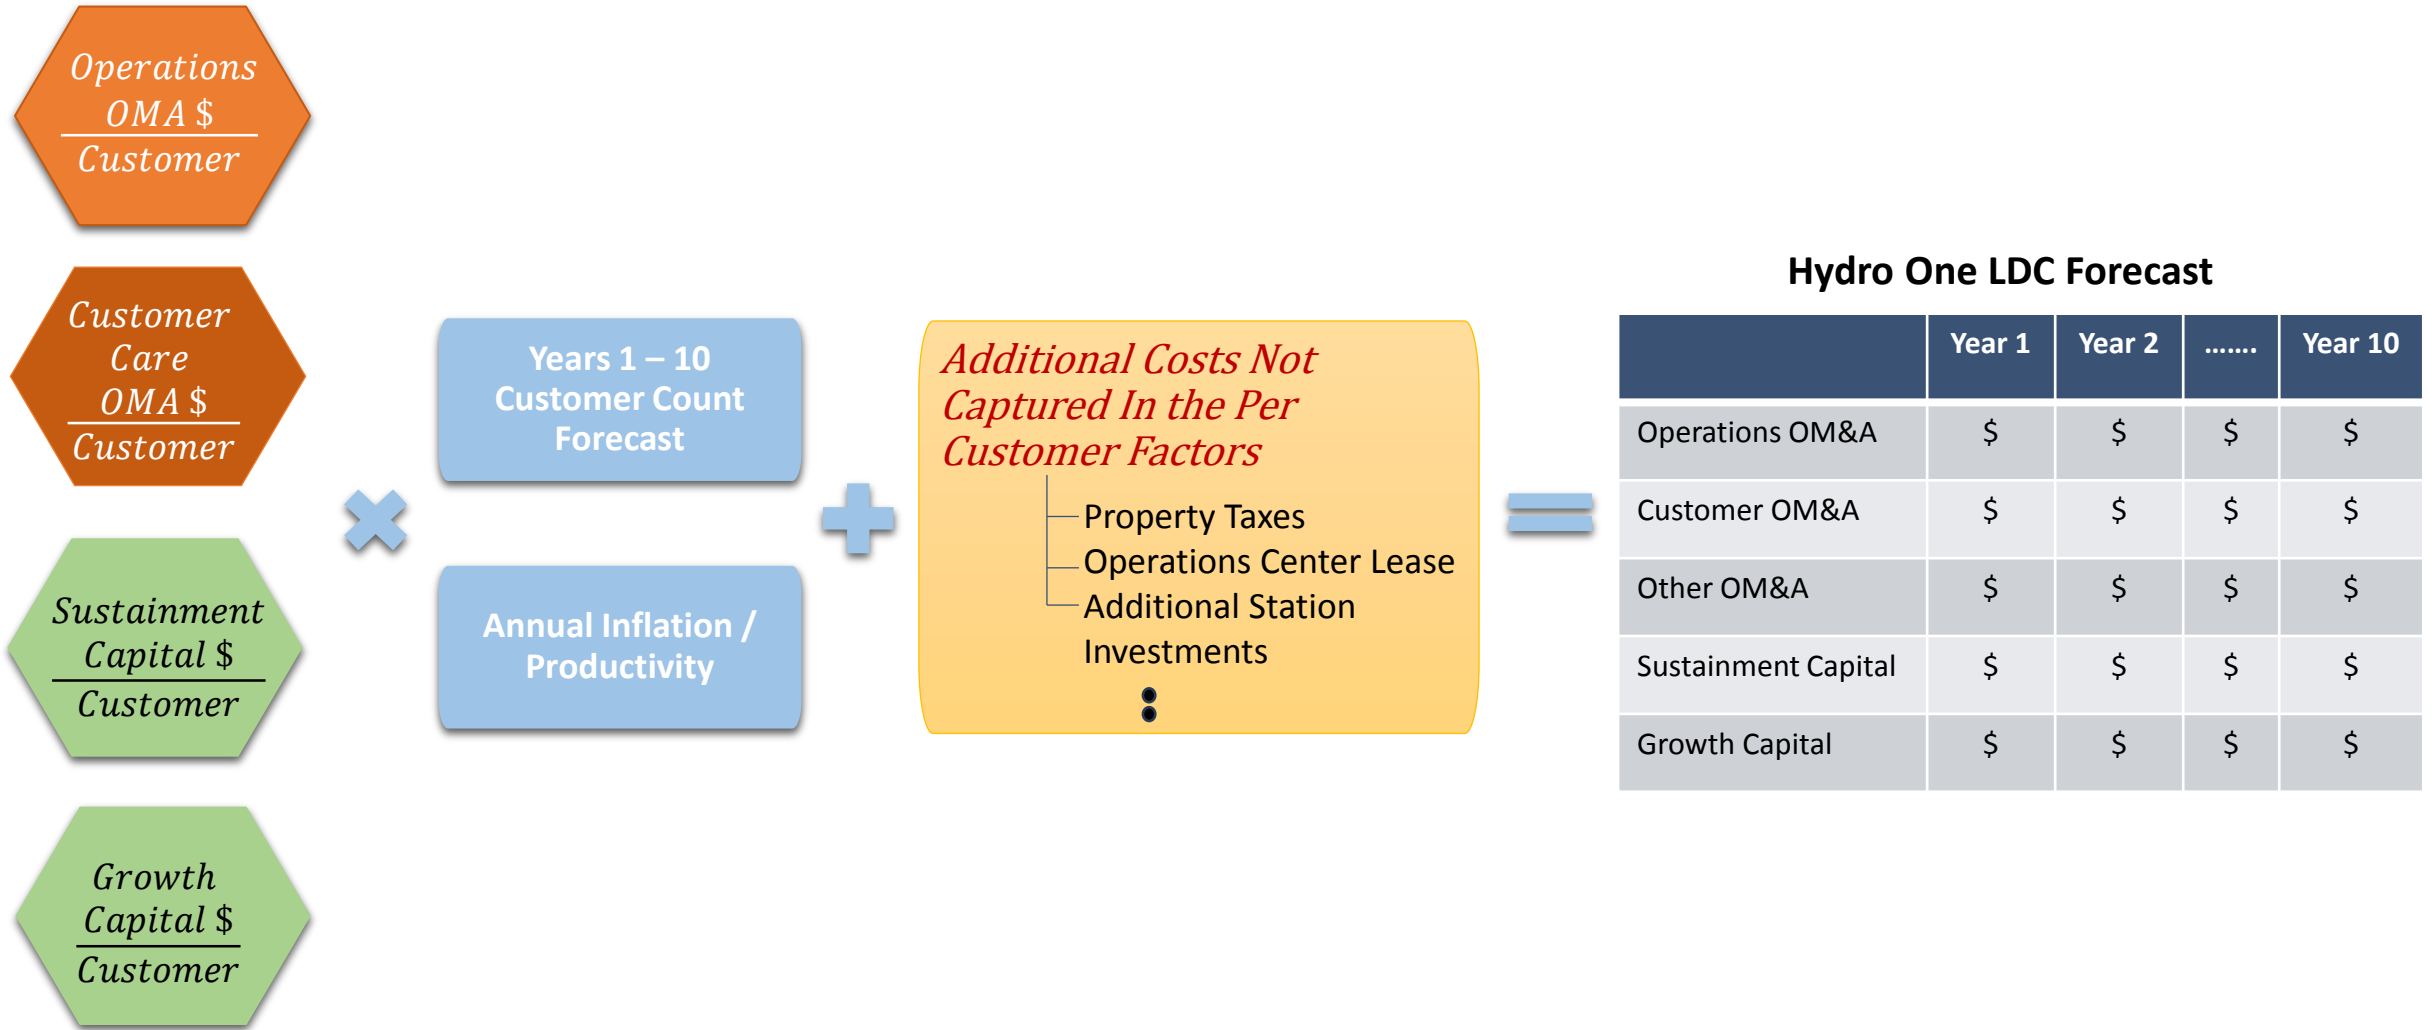 Operations
OMA $
Customer
Customer
Care
OMA $
Customer
Sustainment
Capital $
Customer
Growth
Capital $
Customer
Years 1 – 10
Customer Count
Forecast
Annual Inflation /
Productivity
Additional Costs Not
Captured In the Per
Customer Factors
Property Taxes
Operations Center Lease
Additional Station
Investments
Hydro One LDC Forecast
Year 1 Year 2 ....... Year 10
Operations OM&A $ $ $ $
Customer OM&A $ $ $ $
Other OM&A $ $ $ $
Sustainment Capital $ $ $ $
Growth Capital $ $ $ $